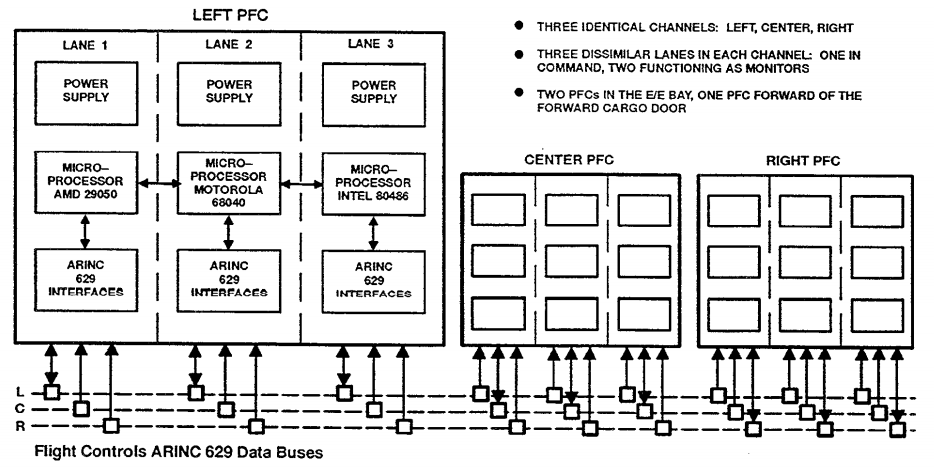 LEFT PFC
LANE 1
LANE 2
LANE 3
POWER
SUPPLY
POWER
SUPPLY
POWER
SUPPLY
MICRO–
PROCESSOR
AMD 29050
MICRO–
PROCESSOR
MOTOROLA
68040
MICRO–
PROCESSOR
INTEL 80486
ARINC
629
INTERFACES
ARINC
629
INTERFACES
ARINC
629
INTERFACES
● THREE IDENTICAL CHANNELS: LEFT, CENTER, RIGHT
● THREE DISSIMILAR LANES IN EACH CHANNEL: ONE IN
COMMAND, TWO FUNCTIONING AS MONITORS
● TWO PFCs IN THE E/E BAY, ONE PFC FORWARD OF THE
FORWARD CARGO DOOR
CENTER PFC
RIGHT PFC
L
C
R
Flight Controls ARINC 629 Data Buses